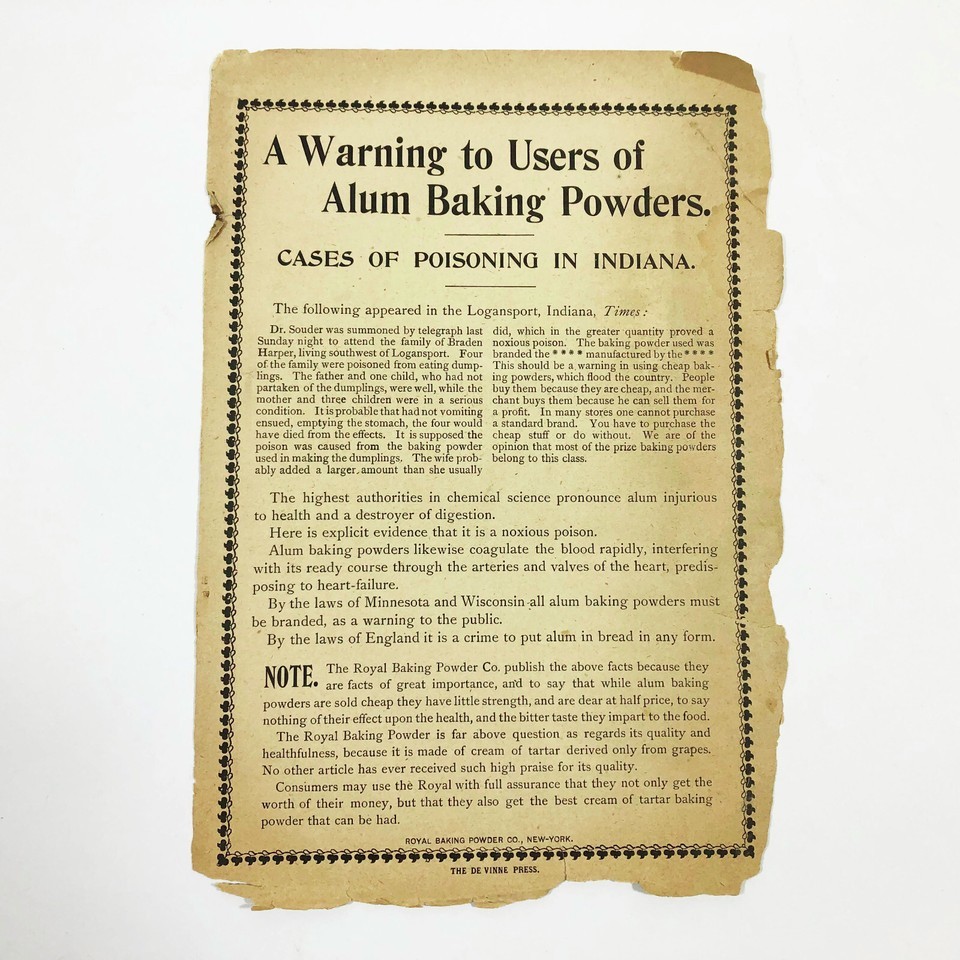 A Warning to Users of
Alum Baking Powders.
CASES OF POISONING IN INDIANA.
The following appeared in the Logansport, Indiana, Times:
Dr. Souder was summoned by telegraph last
Sunday night to attend the family of Braden
Harper, living southwest of Logansport. Four
of the family were poisoned from eating dump-
lings. The father and one child, who had not
partaken of the dumplings, were well, while the
mother and three children were in a serious
condition. It is probable that had not vomiting
ensued, emptying the stomach, the four would
have died from the effects. It is supposed the
poison was caused from the baking powder
used in making the dumplings. The wife prob-
ably added a larger amount than she usually
did, which in the greater quantity proved a
noxious poison. The baking powder used was
branded the * * * * manufactured by the * * * *
This should be a warning in using cheap bak-
ing powders, which flood the country. People
buy them because they are cheap, and the mer-
chant buys them because he can sell them for
a profit. In many stores one cannot purchase
a standard brand. You have to purchase the
cheap stuff or do without. We are of the
opinion that most of the prize baking powders
belong to this class.
The highest authorities in chemical science pronounce alum injurious
to health and a destroyer of digestion.
Here is explicit evidence that it is a noxious poison.
Alum baking powders likewise coagulate the blood rapidly, interfering
with its ready course through the arteries and valves of the heart, predis-
posing to heart-failure.
By the laws of Minnesota and Wisconsin all alum baking powders must
be branded, as a warning to the public.
By the laws of England it is a crime to put alum in bread in any form.
NOTE. The Royal Baking Powder Co. publish the above facts because they
are facts of great importance, and to say that while alum baking
powders are sold cheap they have little strength, and are dear at half price, to say
nothing of their effect upon the health, and the bitter taste they impart to the food.
The Royal Baking Powder is far above question as regards its quality and
healthfulness, because it is made of cream of tartar derived only from grapes.
No other article has ever received such high praise for its quality.
Consumers may use the Royal with full assurance that they not only get the
worth of their money, but that they also get the best cream of tartar baking
powder that can be had.
ROYAL BAKING POWDER CO., NEW-YORK.
THE DE VINNE PRESS.